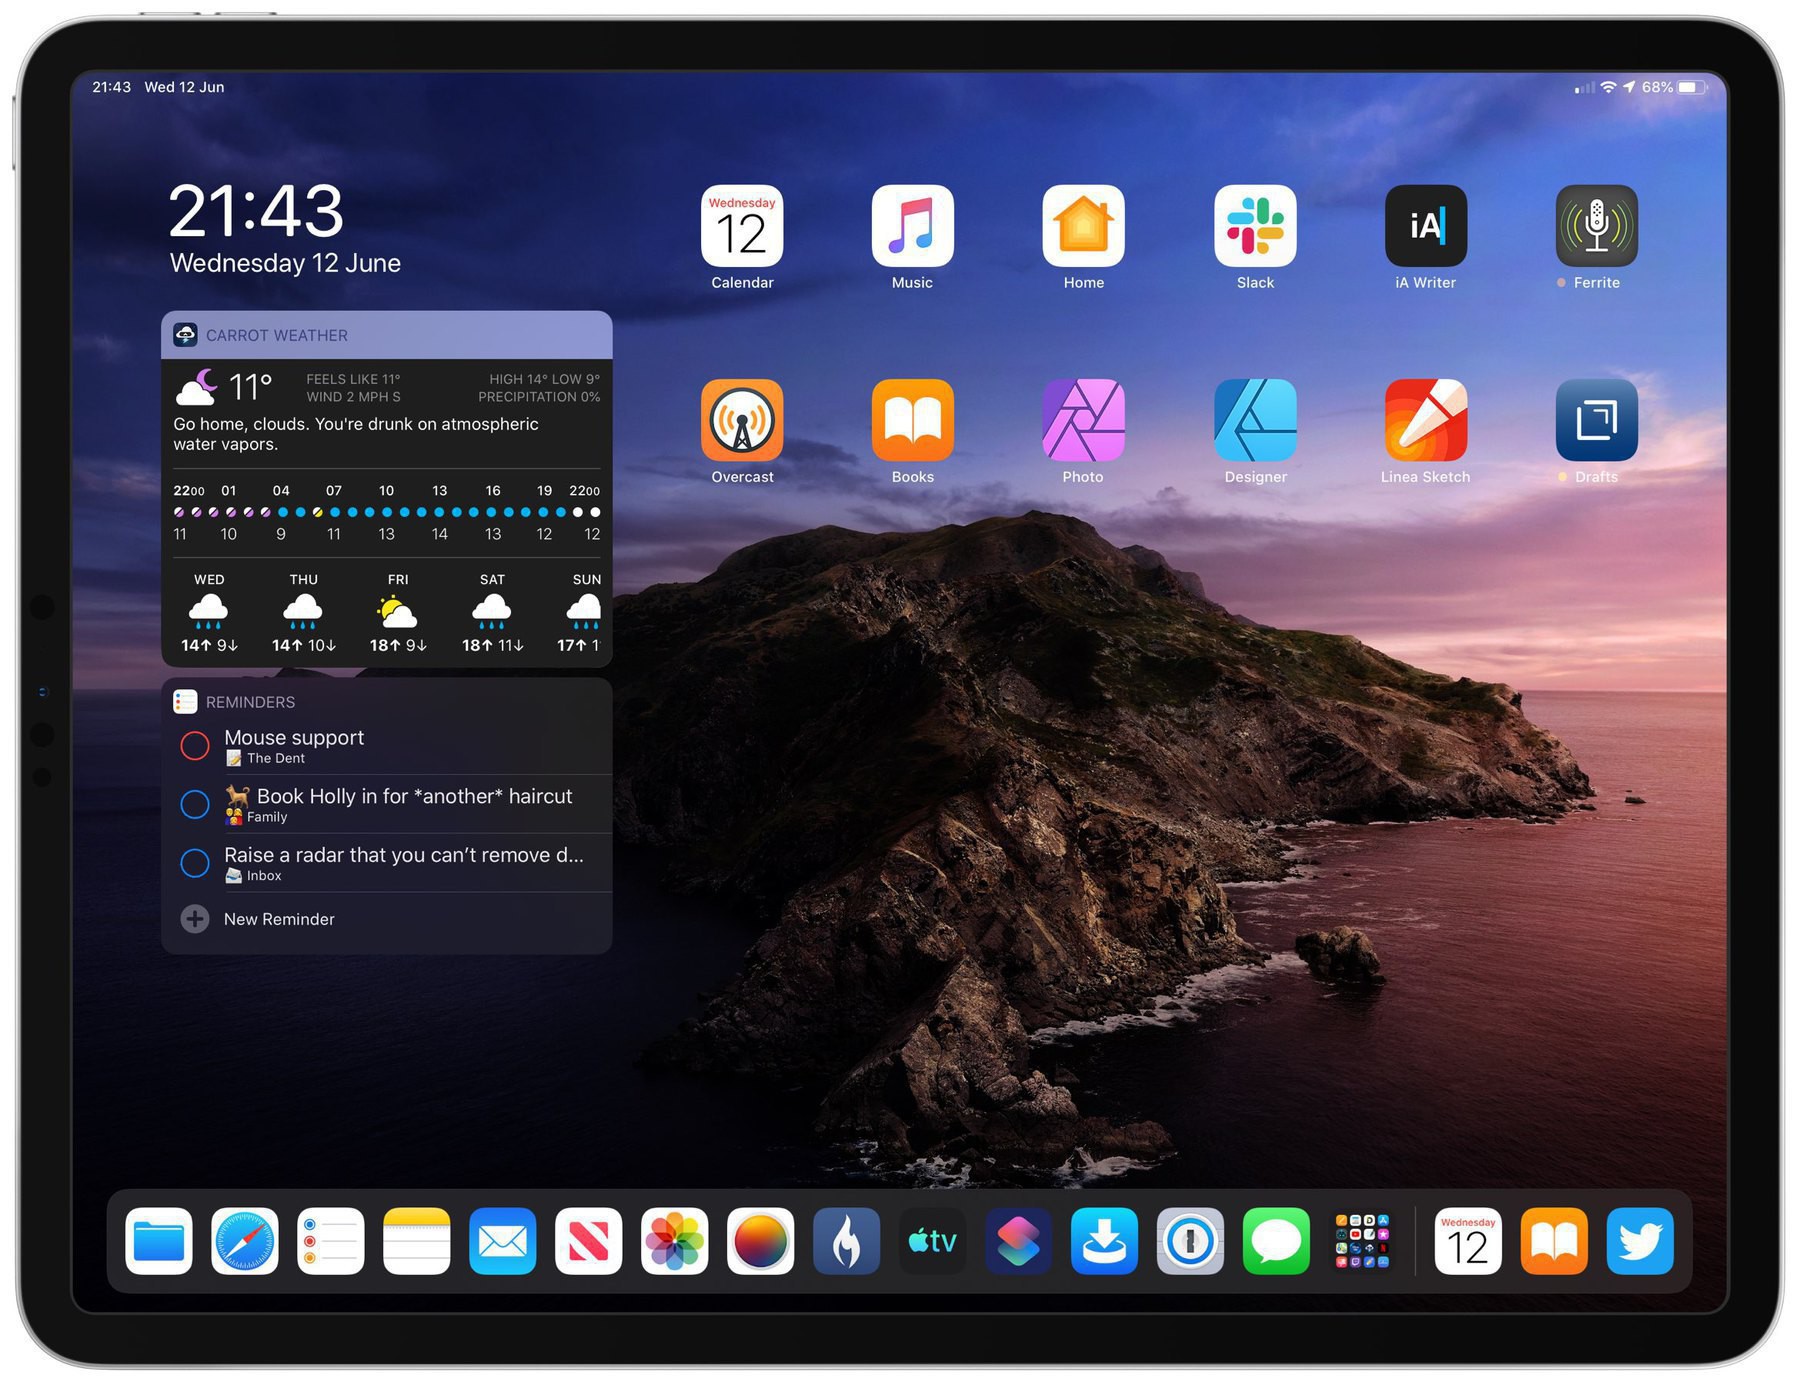 21:43 Wed 12 Jun
68%
21:43
Wednesday 12 June
CARROT WEATHER
11°
FEELS LIKE 11°
WIND 2 MPH S
HIGH 14° LOW 9°
PRECIPITATION 0%
Go home, clouds. You're drunk on atmospheric
water vapors.
2200 01 04 07 10 13 16 19 2200
11 10 9 11 13 14 13 12 12
WED THU FRI SAT SUN
14↑ 9↓ 14↑ 10↓ 18↑ 9↓ 18↑ 11↓ 17↑ 1
REMINDERS
Mouse support
The Dent
Book Holly in for *another* haircut
Family
Raise a radar that you can’t remove d...
Inbox
New Reminder
Wednesday
12
Calendar
Music
Home
Slack
iA
iA Writer
Ferrite
Overcast
Books
Photo
Designer
Linea Sketch
Drafts
tv
Wednesday
12